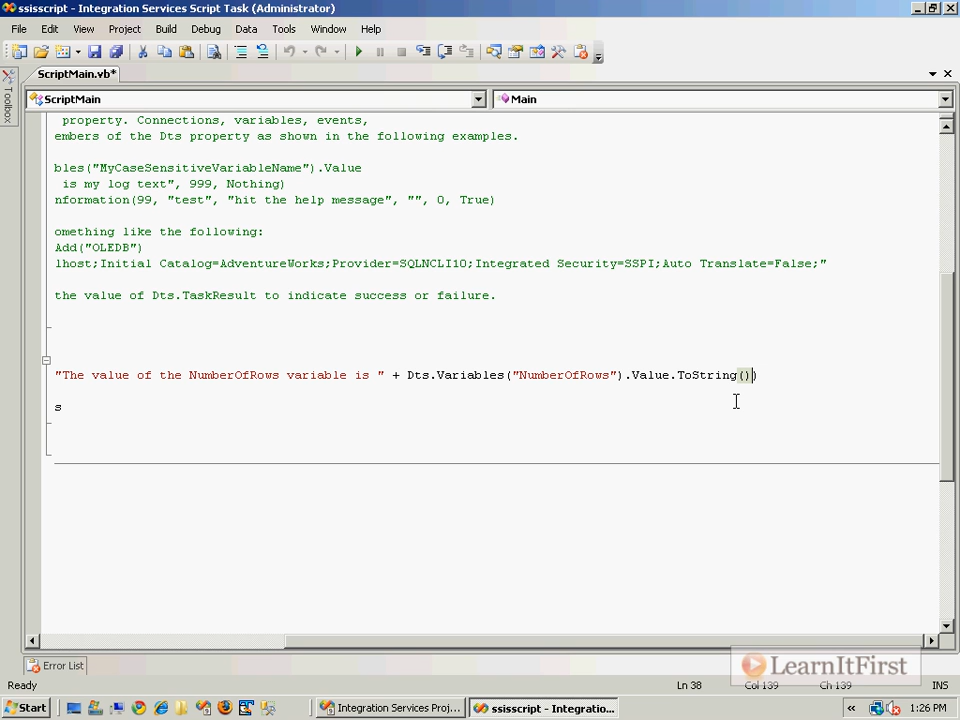 ssisscript - Integration Services Script Task (Administrator)
File Edit View Project Build Debug Data Tools Window Help
ScriptMain.vb*
Toolbox
ScriptMain
Main
property. Connections, variables, events,
embers of the Dts property as shown in the following examples.
bles("MyCaseSensitiveVariableName").Value
is my log text", 999, Nothing)
nformation(99, "test", "hit the help message", "", 0, True)
omething like the following:
Add("OLEDB")
lhost;Initial Catalog=AdventureWorks;Provider=SQLNCLI10;Integrated Security=SSPI;Auto Translate=False;"
the value of Dts.TaskResult to indicate success or failure.
"The value of the NumberOfRows variable is " + Dts.Variables("NumberOfRows").Value.ToString())
s
Error List
LearnItFirst
Ready Ln 38 Col 139 Ch 139 INS
Start Integration Services Proj... ssisscript - Integratio... « 1:26 PM